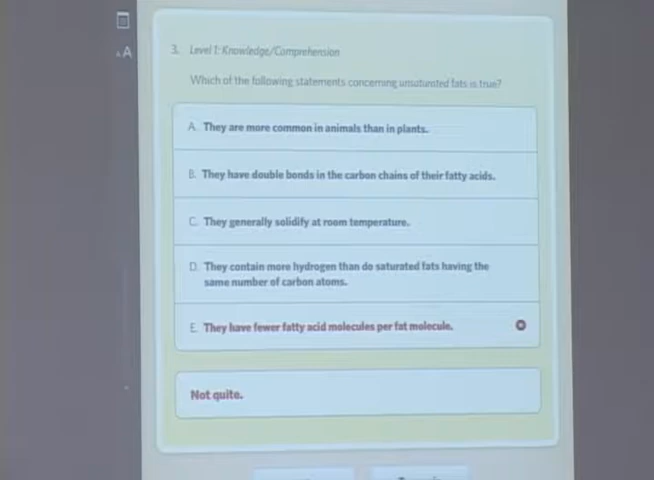 AA
3. Level 1: Knowledge/Comprehension
Which of the following statements concerning unsaturated fats is true?
A. They are more common in animals than in plants.
B. They have double bonds in the carbon chains of their fatty acids.
C. They generally solidify at room temperature.
D. They contain more hydrogen than do saturated fats having the
same number of carbon atoms.
E. They have fewer fatty acid molecules per fat molecule.
Not quite.